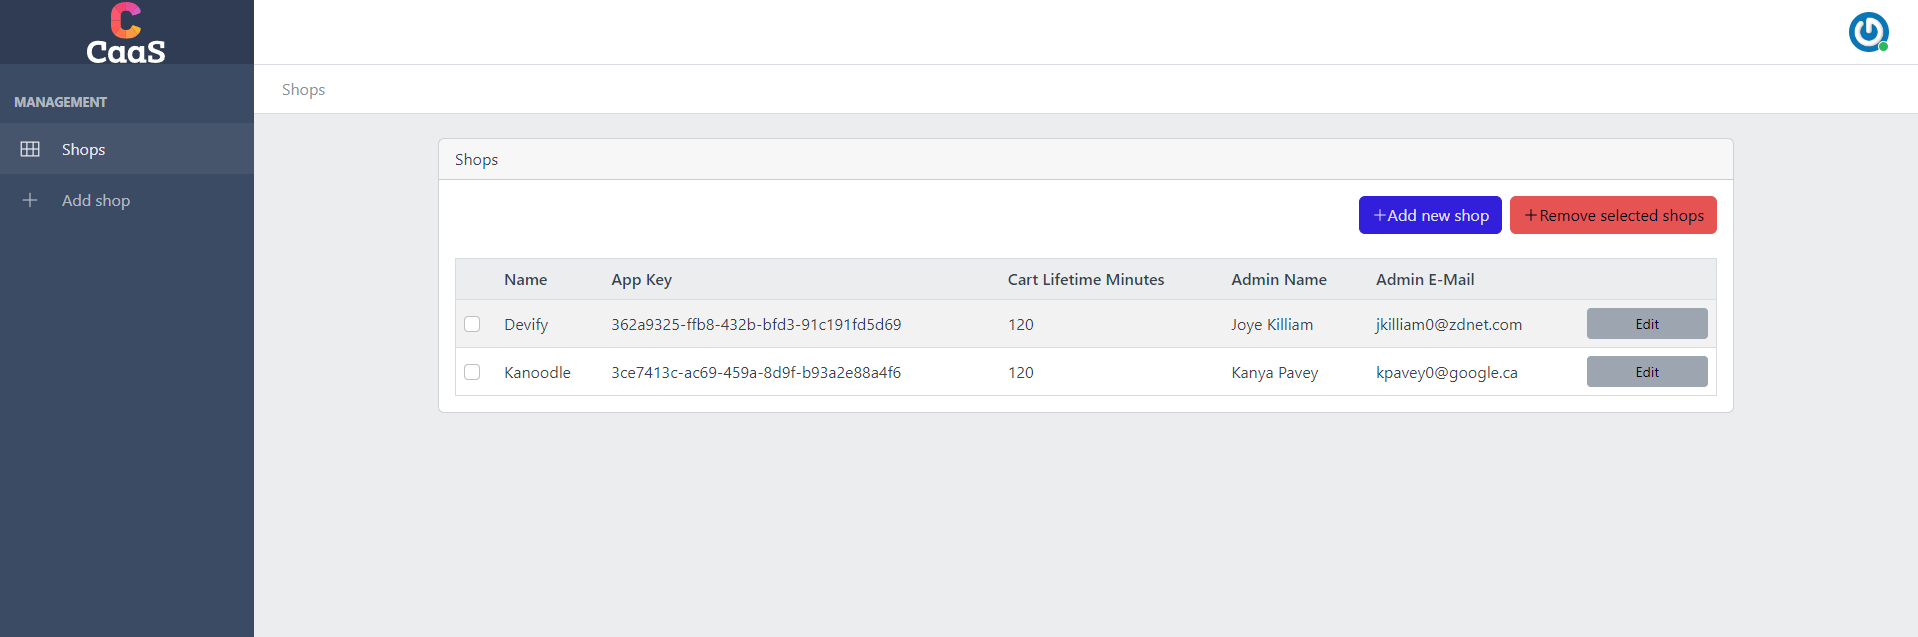 CaaS
MANAGEMENT
Shops
Add shop
Shops
Shops
Add new shop Remove selected shops
Name App Key Cart Lifetime Minutes Admin Name Admin E-Mail
Devify 362a9325-ffb8-432b-bfd3-91c191fd5d69 120 Joye Killiam jkilliam0@zdnet.com Edit
Kanoodle 3ce7413c-ac69-459a-8d9f-b93a2e88a4f6 120 Kanya Pavey kpavey0@google.ca Edit